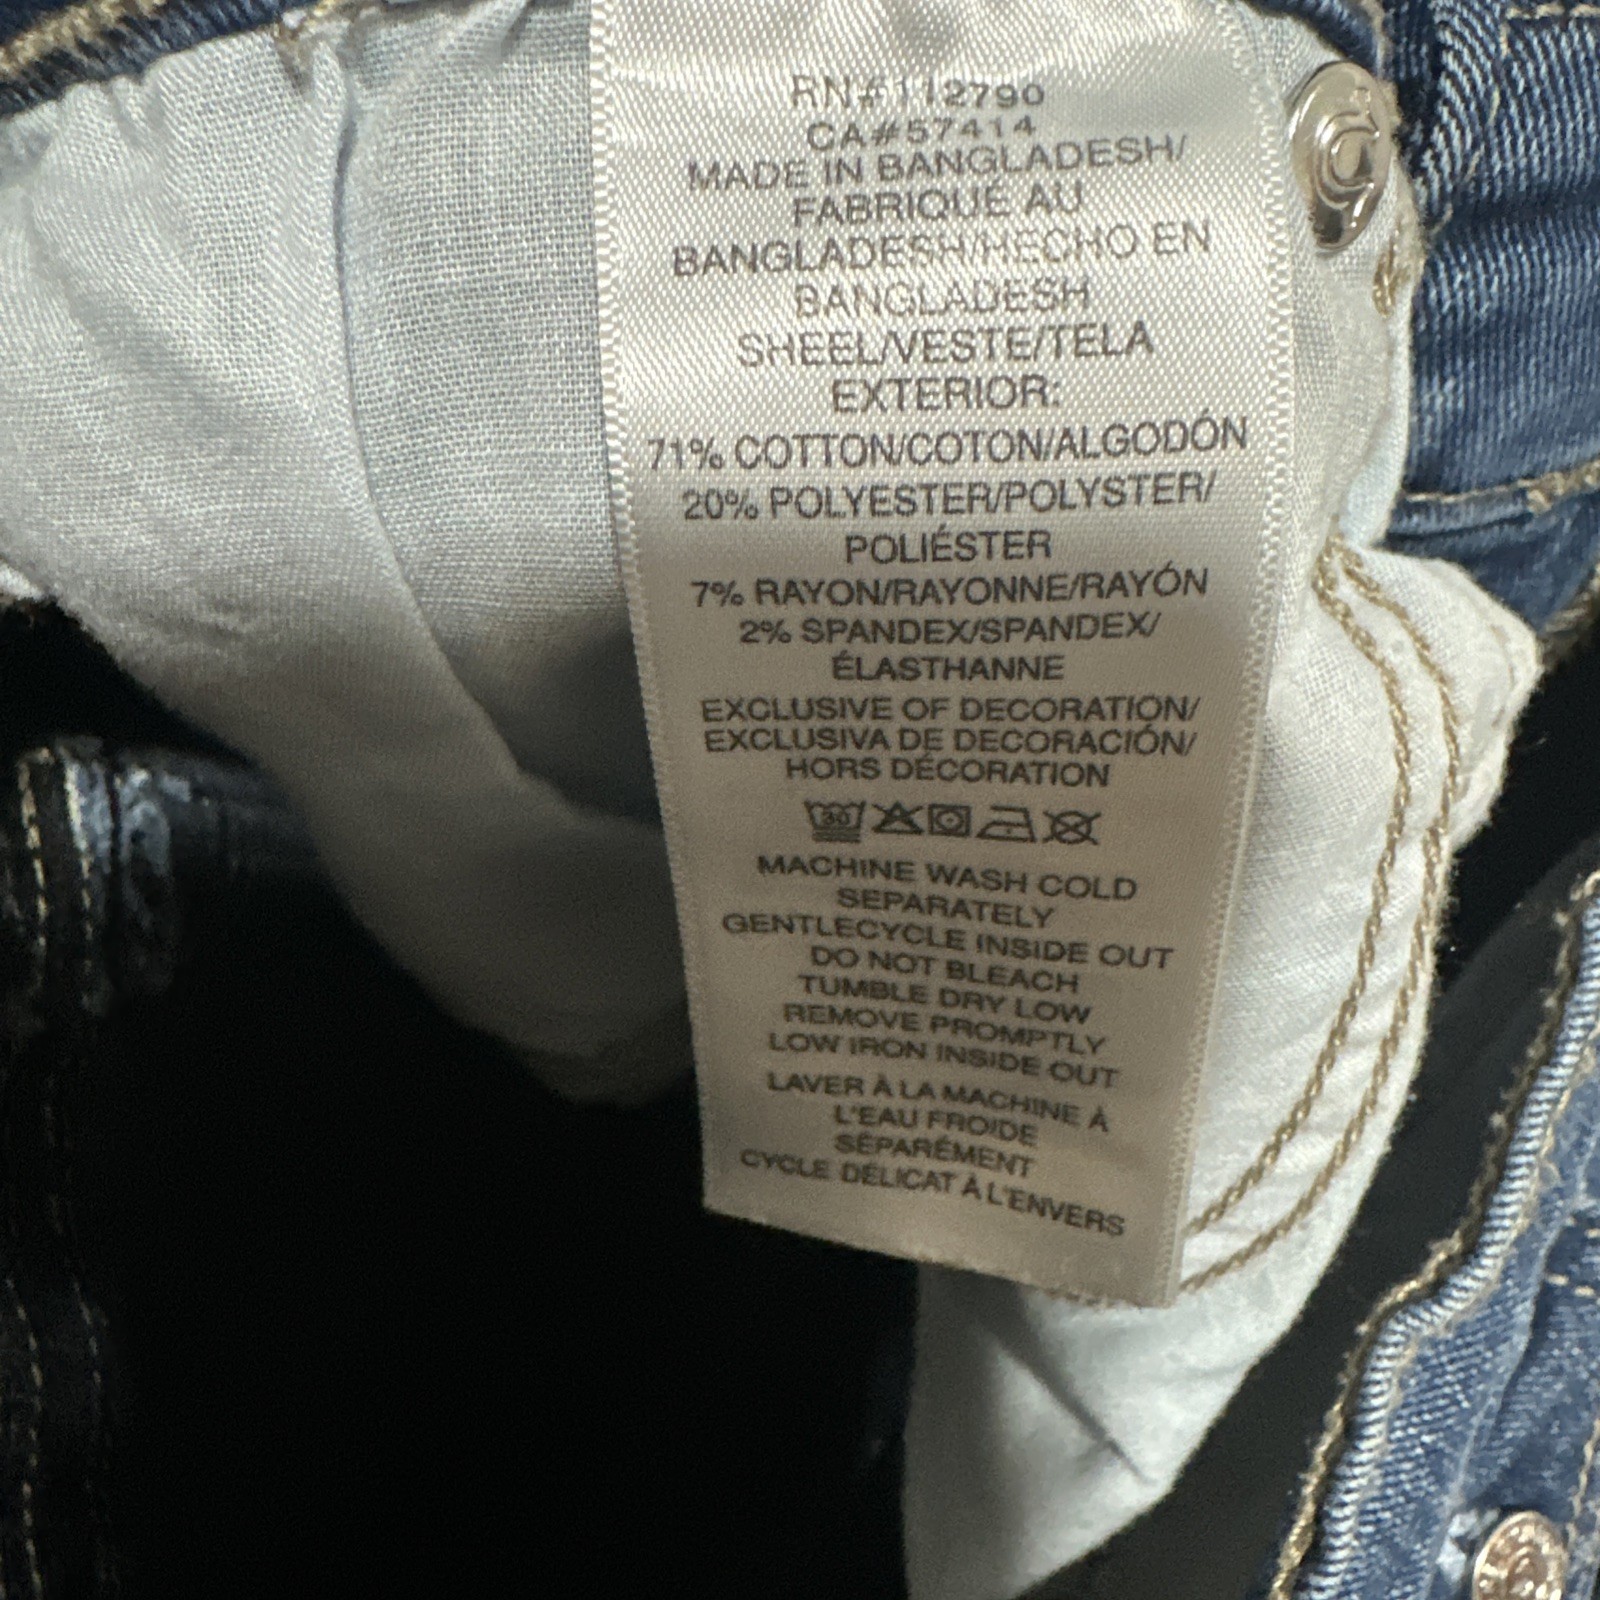 RN#112790
CA#57414
MADE IN BANGLADESH/
FABRIQUÉ AU
BANGLADESH/HECHO EN
BANGLADESH
SHEEL/VESTE/TELA
EXTERIOR:
71% COTTON/COTON/ALGODÓN
20% POLYESTER/POLYSTER/
POLIÉSTER
7% RAYON/RAYONNE/RAYÓN
2% SPANDEX/SPANDEX/
ÉLASTHANNE
EXCLUSIVE OF DECORATION/
EXCLUSIVA DE DECORACIÓN/
HORS DÉCORATION
30
MACHINE WASH COLD
SEPARATELY
GENTLECYCLE INSIDE OUT
DO NOT BLEACH
TUMBLE DRY LOW
REMOVE PROMPTLY
LOW IRON INSIDE OUT
LAVER À LA MACHINE À
L'EAU FROIDE
SÉPARÉMENT
CYCLE DÉLICAT À L'ENVERS